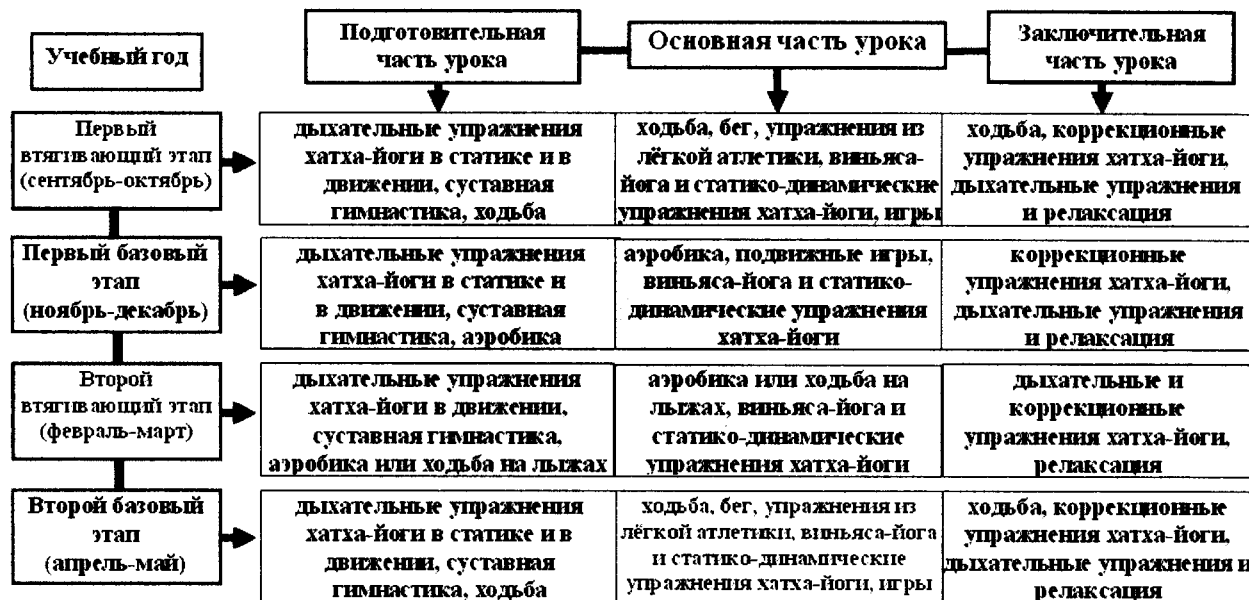 Учебный год
Подготовительная
часть урока
Основная часть урока
Заключительная
часть урока
Первый
втягивающий этап
(сентябрь-октябрь)
дыхательные упражнения
хатха-йоги в статике и в
движении, суставная
гимнастика, ходьба
ходьба, бег, упражнения из
лёгкой атлетики, виньяса-
йога и статико-динамические
упражнения хатха-йоги, игры
ходьба, коррекционные
упражнения хатха-йоги,
дыхательные упражнения
и релаксация
Первый базовый
этап
(ноябрь-декабрь)
дыхательные упражнения
хатха-йоги в статике и
в движении, суставная
гимнастика, аэробика
аэробика, подвижные игры,
виньяса-йога и статико-
динамические упражнения
хатха-йоги
коррекционные
упражнения хатха-йоги,
дыхательные упражнения
и релаксация
Второй
втягивающий этап
(февраль-март)
дыхательные упражнения
хатха-йоги в движении,
суставная гимнастика,
аэробика или ходьба на лыжах
аэробика или ходьба на
лыжах, виньяса-йога и
статико-динамические
упражнения хатха-йоги
дыхательные и
коррекционные
упражнения хатха-йоги,
релаксация
Второй базовый
этап
(апрель-май)
дыхательные упражнения
хатха-йоги в статике и в
движении, суставная
гимнастика, ходьба
ходьба, бег, упражнения из
лёгкой атлетики, виньяса-йога
и статико-динамические
упражнения хатха-йоги, игры
ходьба, коррекционные
упражнения хатха-йоги,
дыхательные упражнения и
релаксация